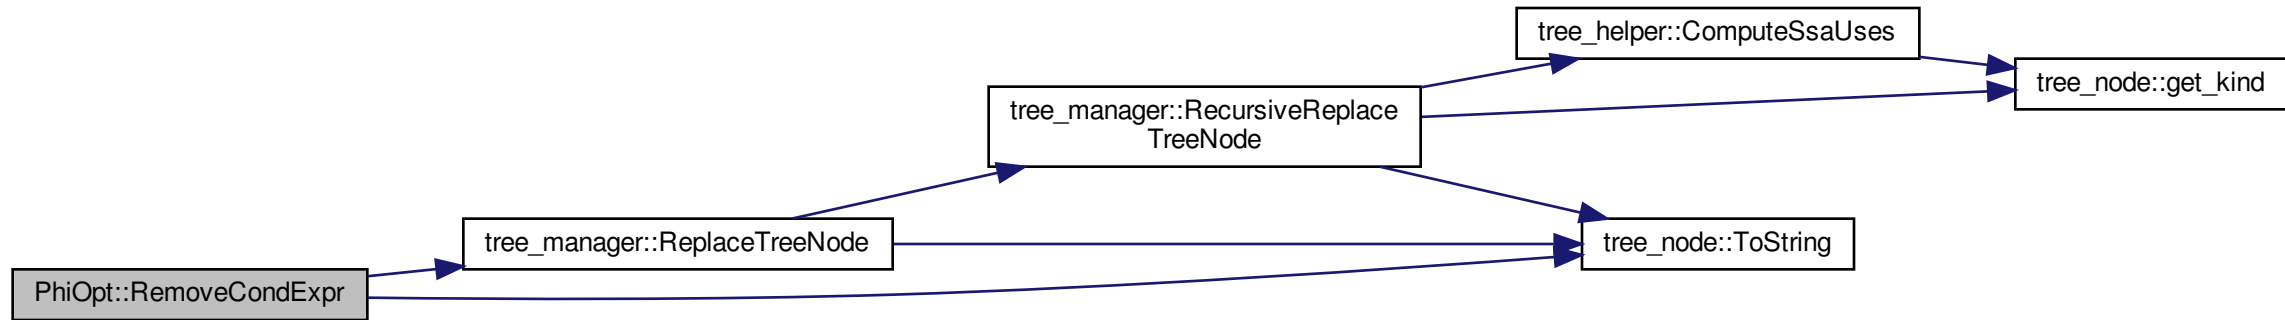 tree_helper::ComputeSsaUses
tree_node::get_kind
tree_manager::RecursiveReplace
TreeNode
tree_manager::ReplaceTreeNode
tree_node::ToString
PhiOpt::RemoveCondExpr